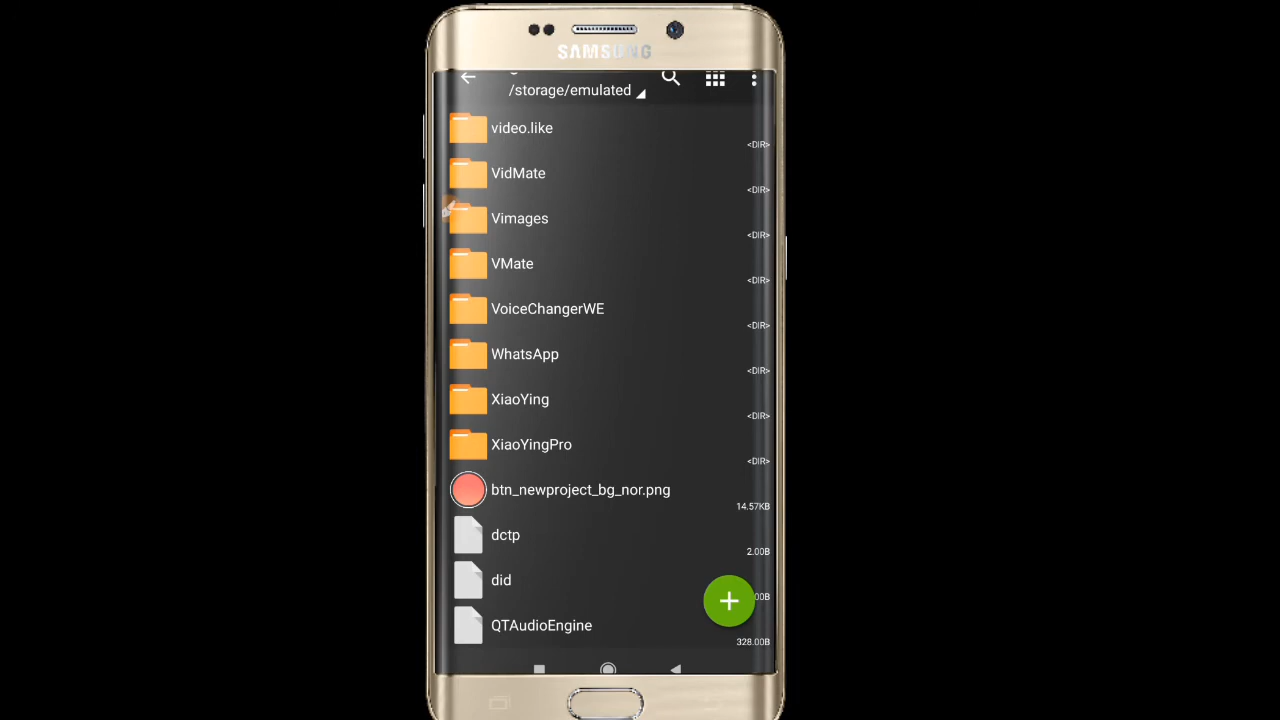 SAMSUNG
/storage/emulated
video.like
<DIR>
VidMate
<DIR>
Vimages
<DIR>
VMate
<DIR>
VoiceChangerWE
<DIR>
WhatsApp
<DIR>
XiaoYing
<DIR>
XiaoYingPro
<DIR>
btn_newproject_bg_nor.png
14.57KB
dctp
2.00B
did
QTAudioEngine
328.00B